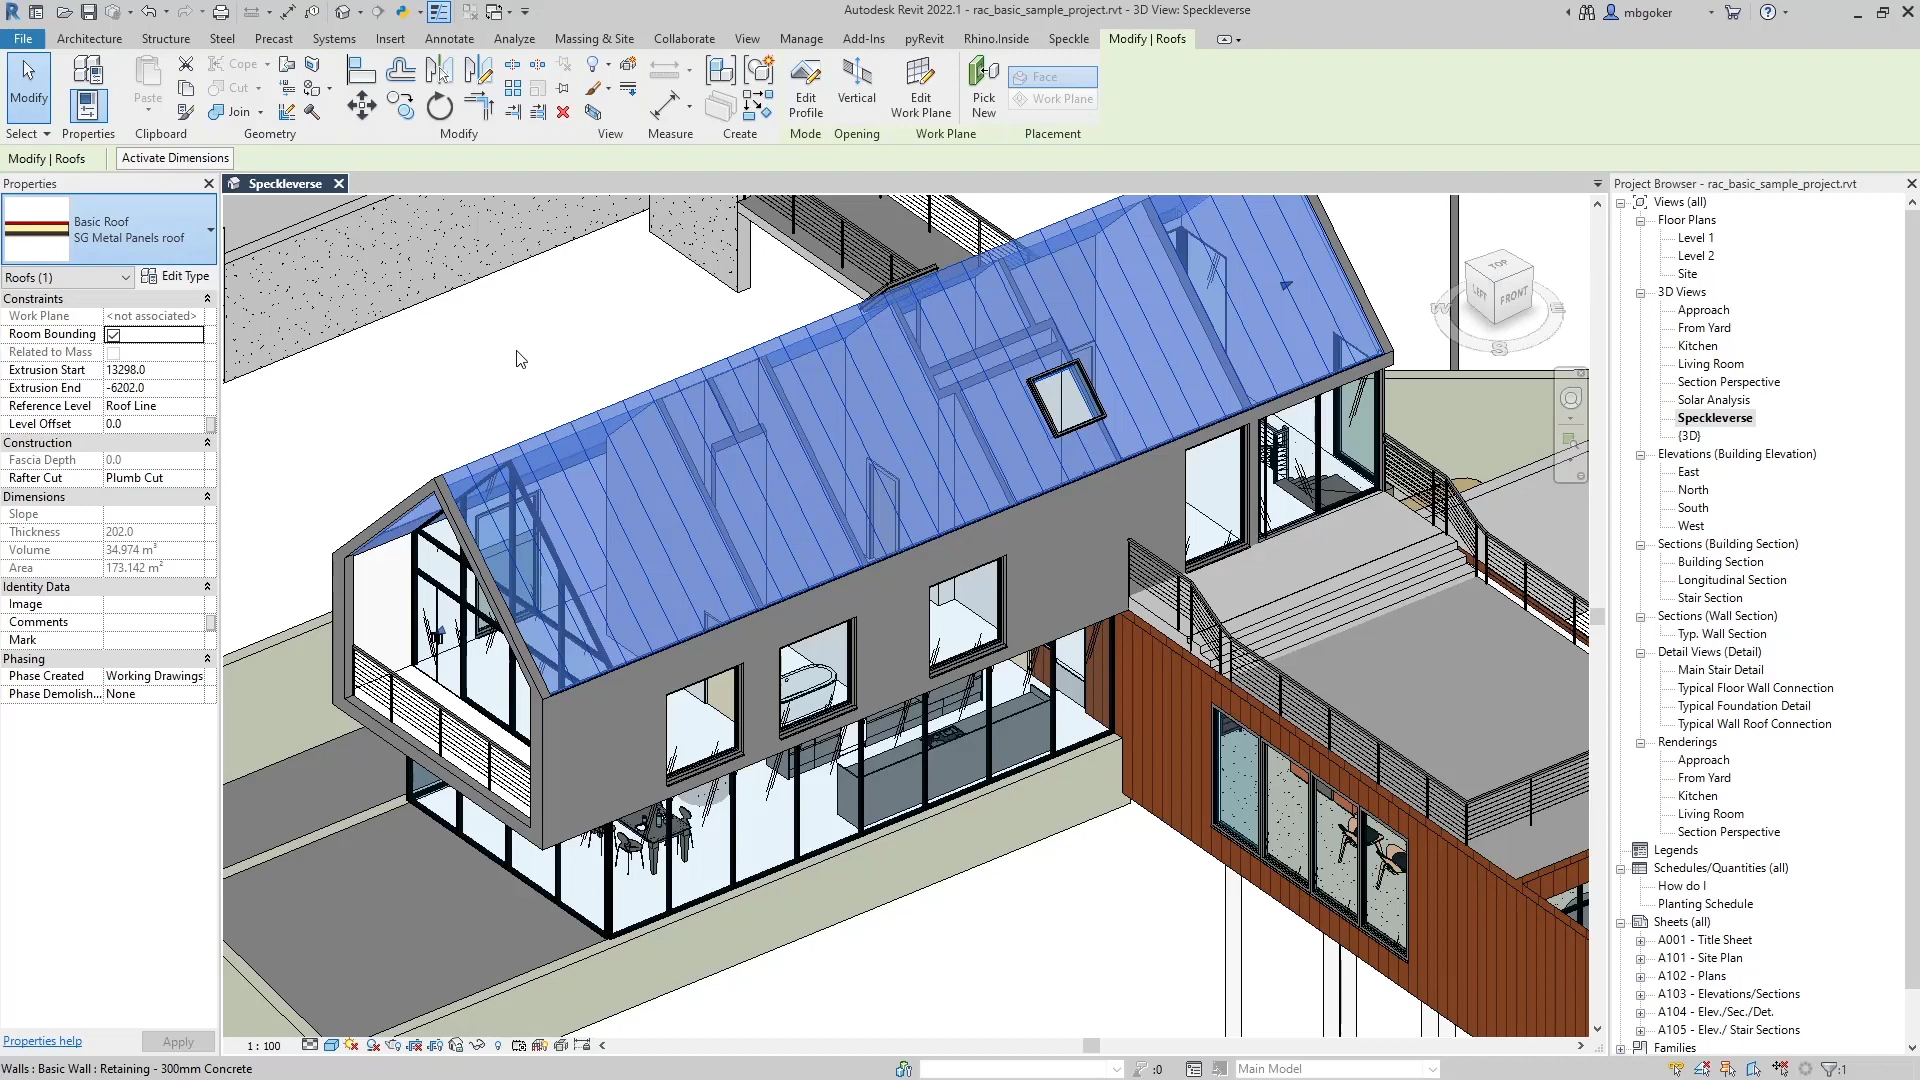 Autodesk Revit 2022.1 - rac_basic_sample_project.rvt - 3D View: Speckleverse
mbgoker
File Architecture Structure Steel Precast Systems Insert Annotate Analyze Massing & Site Collaborate View Manage Add-Ins pyRevit Rhino.Inside Speckle Modify | Roofs
Cope
Cut
Join
Modify
Paste
Edit Profile
Vertical
Edit Work Plane
Pick New
Face
Work Plane
Select Properties Clipboard Geometry Modify View Measure Create Mode Opening Work Plane Placement
Modify | Roofs Activate Dimensions
Properties
Basic Roof
SG Metal Panels roof
Roofs (1) Edit Type
Constraints
Work Plane <not associated>
Room Bounding
Related to Mass
Extrusion Start 13298.0
Extrusion End -6202.0
Reference Level Roof Line
Level Offset 0.0
Construction
Fascia Depth 0.0
Rafter Cut Plumb Cut
Dimensions
Slope
Thickness 202.0
Volume 34.974 m³
Area 173.142 m²
Identity Data
Image
Comments
Mark
Phasing
Phase Created Working Drawings
Phase Demolish... None
Properties help Apply
Speckleverse
TOP
LEFT
FRONT
W
E
S
1 : 100
Project Browser - rac_basic_sample_project.rvt
Views (all)
Floor Plans
Level 1
Level 2
Site
3D Views
Approach
From Yard
Kitchen
Living Room
Section Perspective
Solar Analysis
Speckleverse
{3D}
Elevations (Building Elevation)
East
North
South
West
Sections (Building Section)
Building Section
Longitudinal Section
Stair Section
Sections (Wall Section)
Typ. Wall Section
Detail Views (Detail)
Main Stair Detail
Typical Floor Wall Connection
Typical Foundation Detail
Typical Wall Roof Connection
Renderings
Approach
From Yard
Kitchen
Living Room
Section Perspective
Legends
Schedules/Quantities (all)
How do I
Planting Schedule
Sheets (all)
A001 - Title Sheet
A101 - Site Plan
A102 - Plans
A103 - Elevations/Sections
A104 - Elev./Sec./Det.
A105 - Elev./ Stair Sections
Families
Walls : Basic Wall : Retaining - 300mm Concrete
:0
Main Model
:1